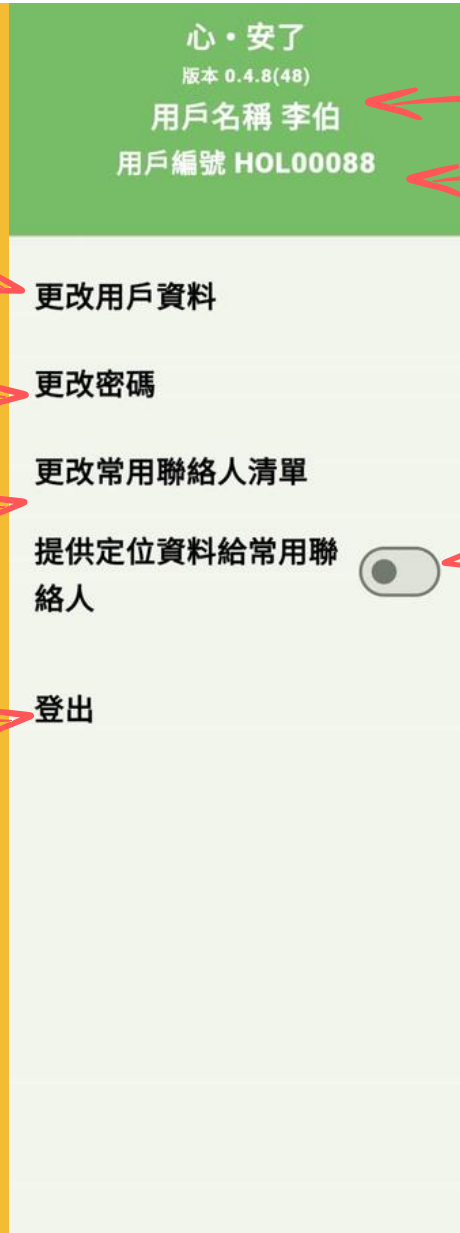 心・安了
版本 0.4.8(48)
用戶名稱 李伯
用戶編號 HOL00088
更改用戶資料
更改密碼
更改常用聯絡人清單
提供定位資料給常用聯
絡人
登出